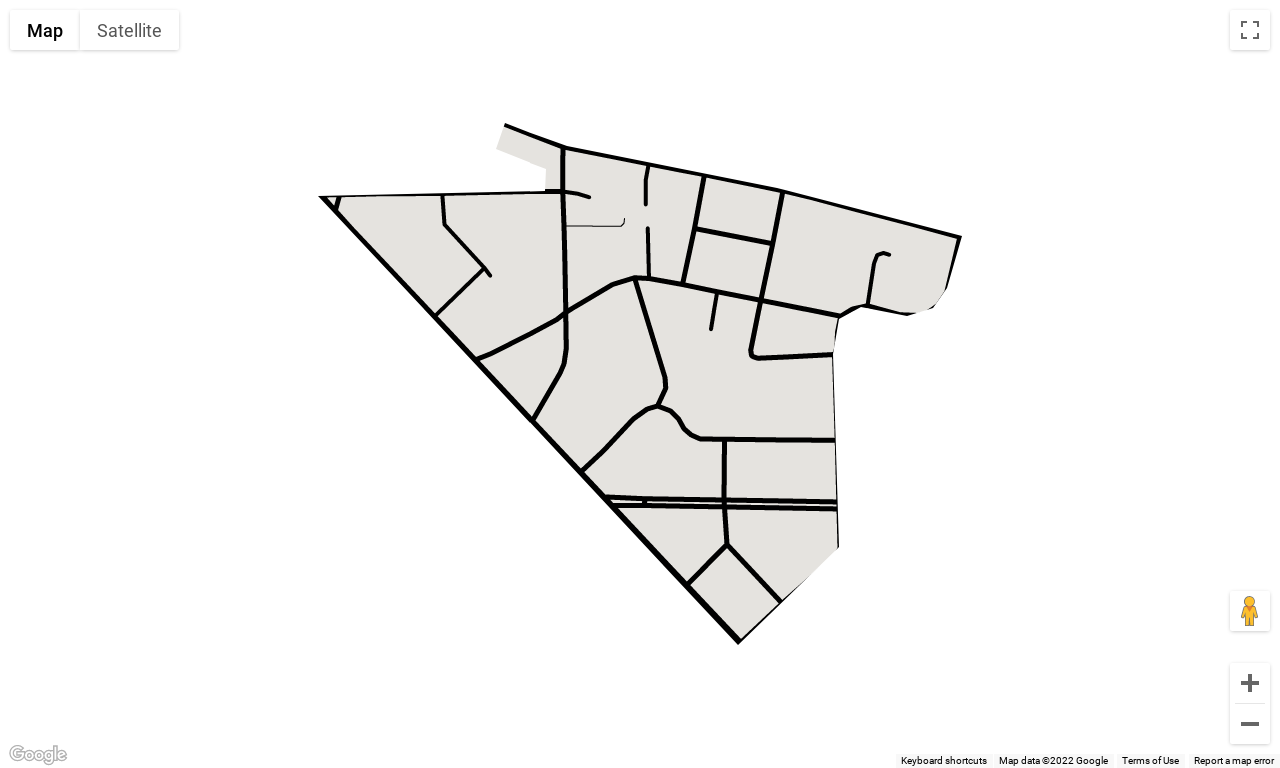 Map Satellite
Google
Keyboard shortcuts Map data ©2022 Google Terms of Use Report a map error